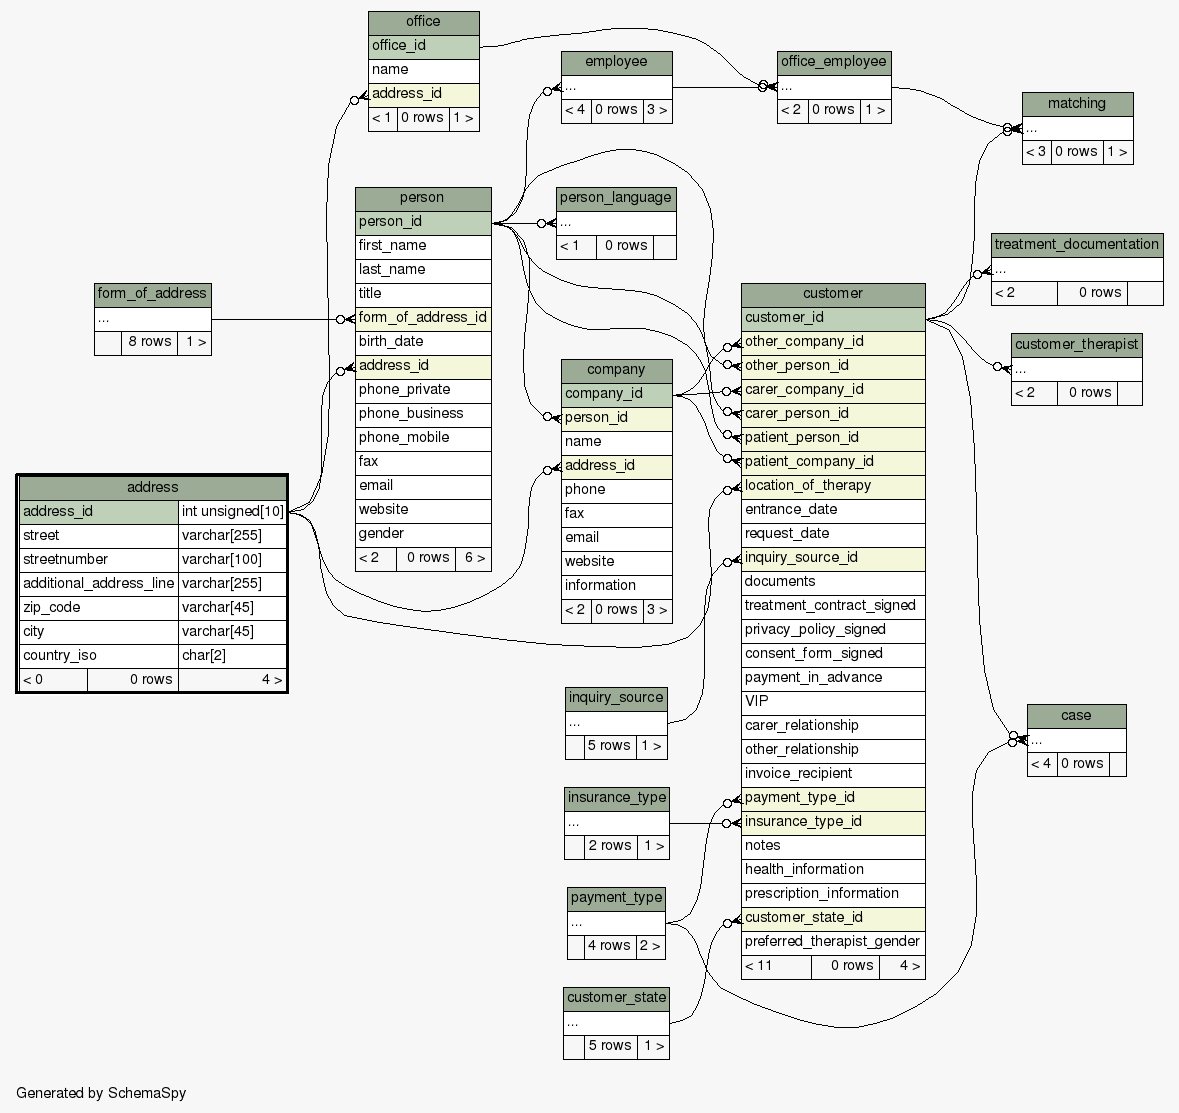 office
office_id
name
address_id
< 1 0 rows 1 >
employee
...
< 4 0 rows 3 >
office_employee
...
< 2 0 rows 1 >
matching
...
< 3 0 rows 1 >
person
person_id
first_name
last_name
title
form_of_address_id
birth_date
address_id
phone_private
phone_business
phone_mobile
fax
email
website
gender
< 2 0 rows 6 >
person_language
...
< 1 0 rows
treatment_documentation
...
< 2 0 rows
form_of_address
...
8 rows 1 >
customer
customer_id
other_company_id
other_person_id
carer_company_id
carer_person_id
patient_person_id
patient_company_id
location_of_therapy
entrance_date
request_date
inquiry_source_id
documents
treatment_contract_signed
privacy_policy_signed
consent_form_signed
payment_in_advance
VIP
carer_relationship
other_relationship
invoice_recipient
payment_type_id
insurance_type_id
notes
health_information
prescription_information
customer_state_id
preferred_therapist_gender
< 11 0 rows 4 >
customer_therapist
...
< 2 0 rows
company
company_id
person_id
name
address_id
phone
fax
email
website
information
< 2 0 rows 3 >
address
address_id int unsigned[10]
street varchar[255]
streetnumber varchar[100]
additional_address_line varchar[255]
zip_code varchar[45]
city varchar[45]
country_iso char[2]
< 0 0 rows 4 >
inquiry_source
...
5 rows 1 >
case
...
< 4 0 rows
insurance_type
...
2 rows 1 >
payment_type
...
4 rows 2 >
customer_state
...
5 rows 1 >
Generated by SchemaSpy